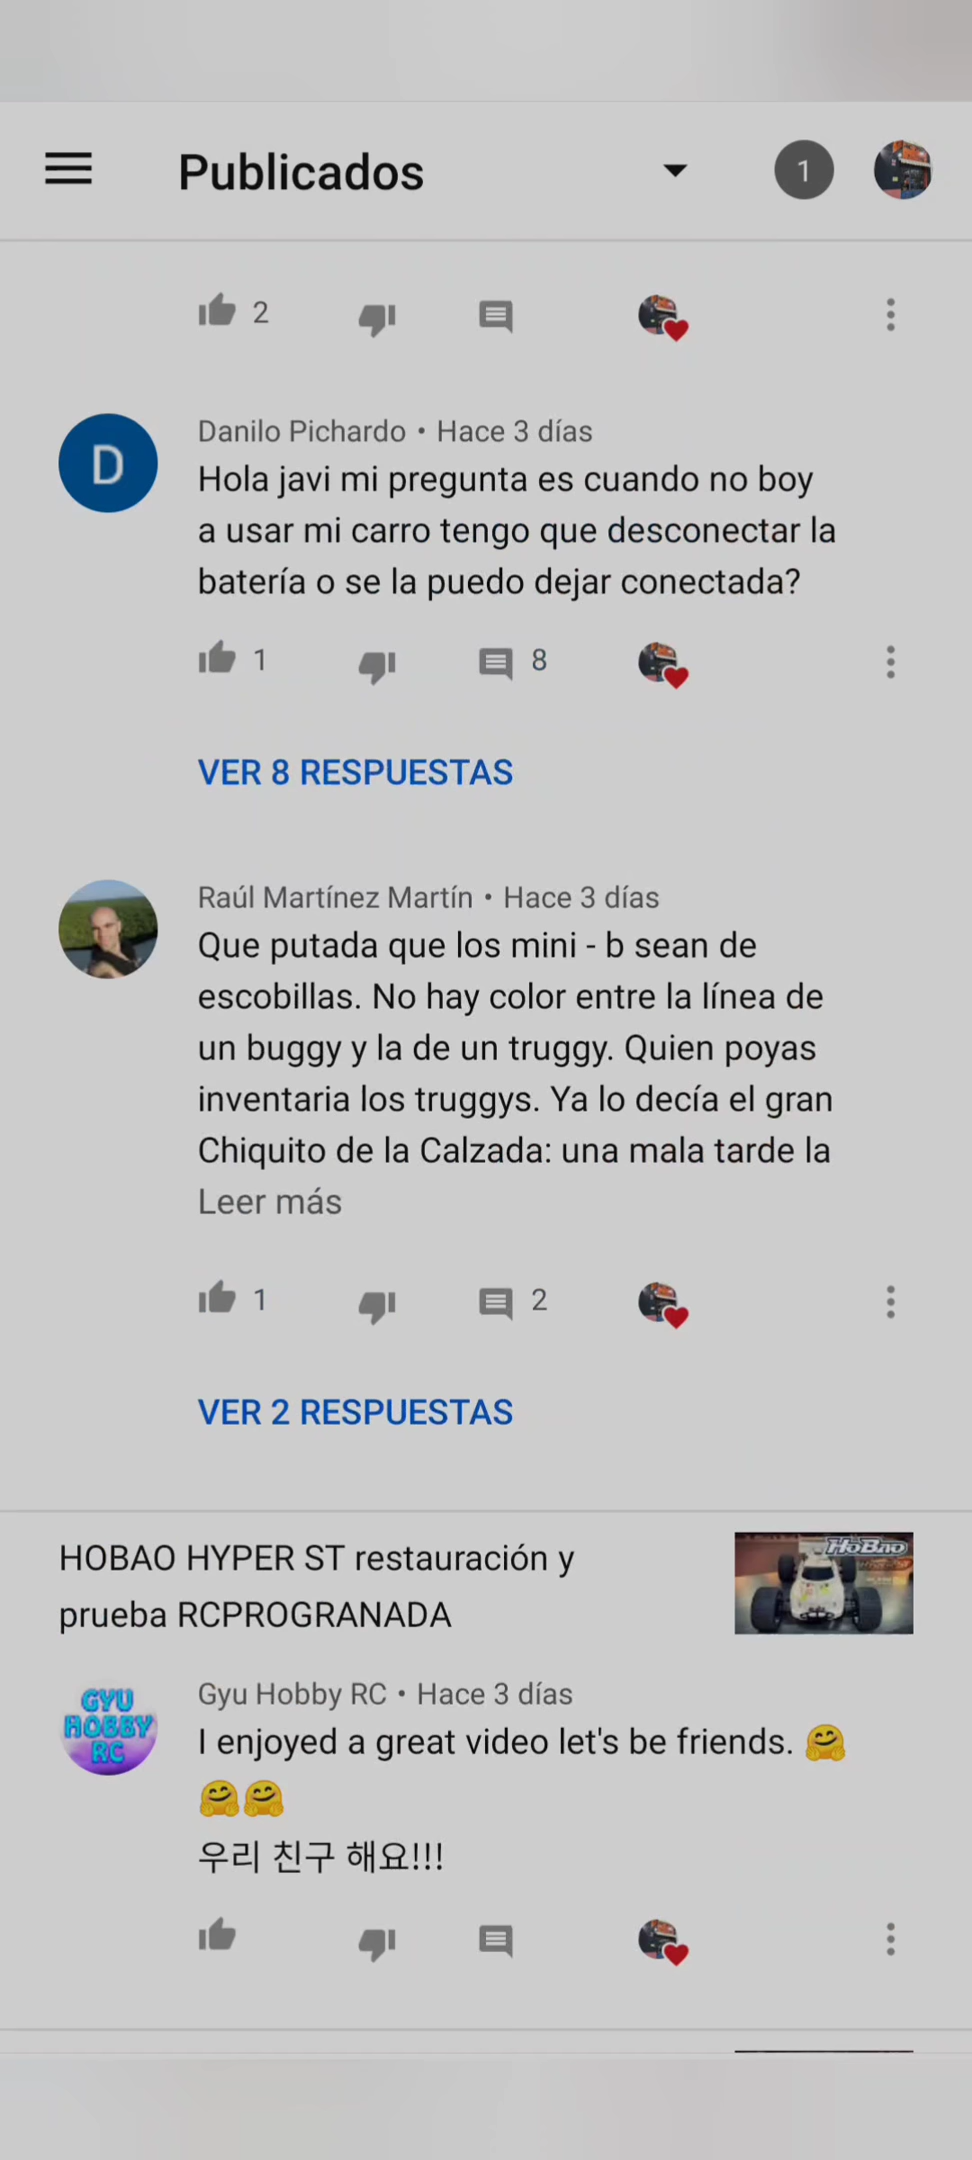 Publicados
1
2
Danilo Pichardo • Hace 3 días
Hola javi mi pregunta es cuando no boy
a usar mi carro tengo que desconectar la
batería o se la puedo dejar conectada?
1
8
VER 8 RESPUESTAS
Raúl Martínez Martín • Hace 3 días
Que putada que los mini - b sean de
escobillas. No hay color entre la línea de
un buggy y la de un truggy. Quien poyas
inventaria los truggys. Ya lo decía el gran
Chiquito de la Calzada: una mala tarde la
Leer más
1
2
VER 2 RESPUESTAS
HOBAO HYPER ST restauración y
prueba RCPROGRANADA
HoBao
GYU
HOBBY
RC
Gyu Hobby RC • Hace 3 días
I enjoyed a great video let's be friends. 🤗
🤗🤗
우리 친구 해요!!!